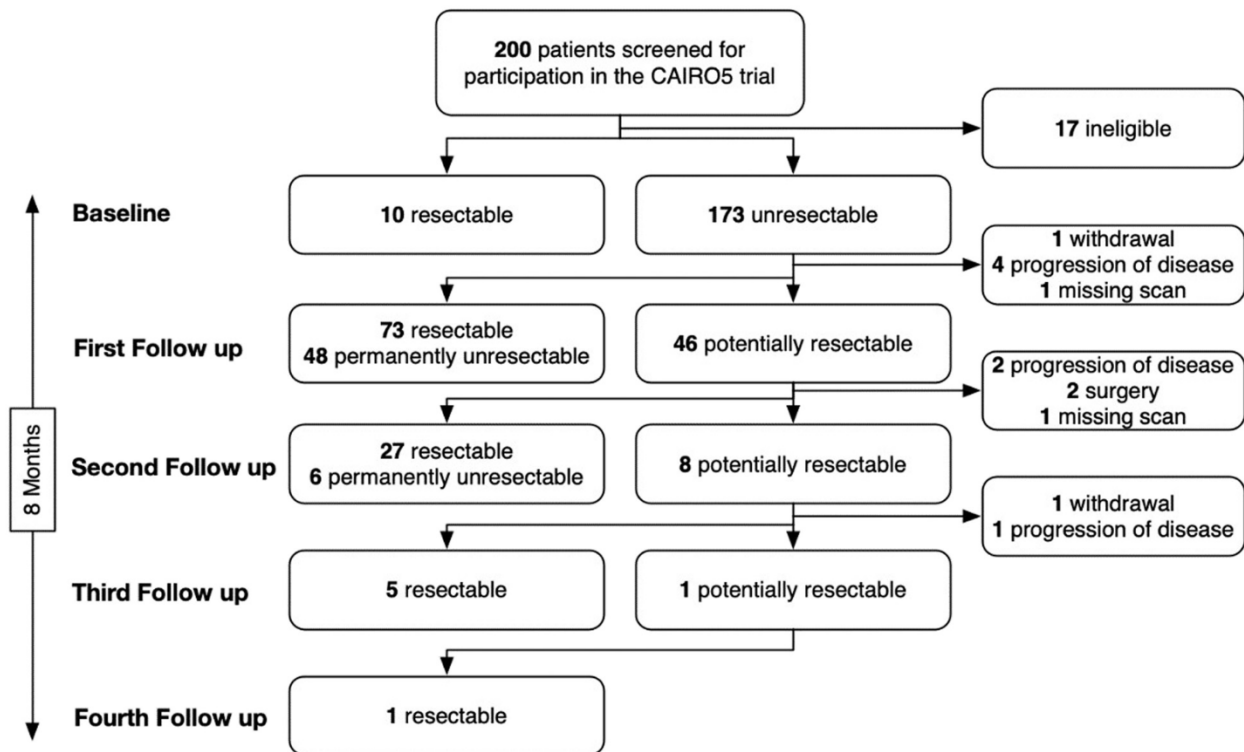 200 patients screened for
participation in the CAIRO5 trial
17 ineligible
Baseline
10 resectable
173 unresectable
1 withdrawal
4 progression of disease
1 missing scan
First Follow up
73 resectable
48 permanently unresectable
46 potentially resectable
2 progression of disease
2 surgery
1 missing scan
8 Months
Second Follow up
27 resectable
6 permanently unresectable
8 potentially resectable
1 withdrawal
1 progression of disease
Third Follow up
5 resectable
1 potentially resectable
Fourth Follow up
1 resectable